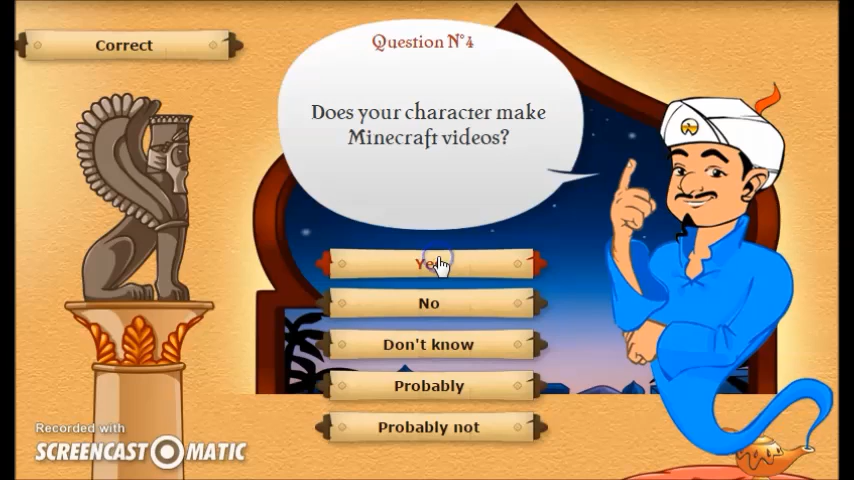 Correct
Question N°4
Does your character make
Minecraft videos?
No
Don't know
Probably
Probably not
Recorded with
SCREENCAST O MATIC